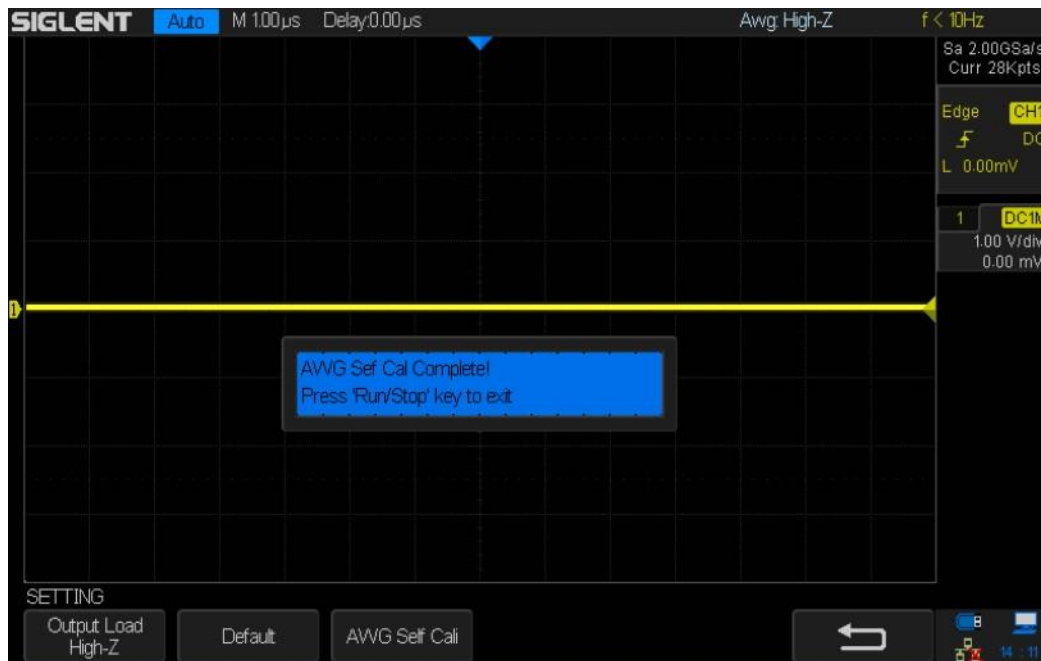 SIGLENT Auto M 1.00µs Delay:0.00µs Awg: High-Z f < 10Hz
Sa 2.00GSa/s
Curr 28Kpts
Edge CH1
DC
L 0.00mV
1 DC1M
1.00 V/div
0.00 mV
1
AWG Sef Cal Complete!
Press 'Run/Stop' key to exit
SETTING
Output Load
High-Z
Default
AWG Self Cali
14 : 11